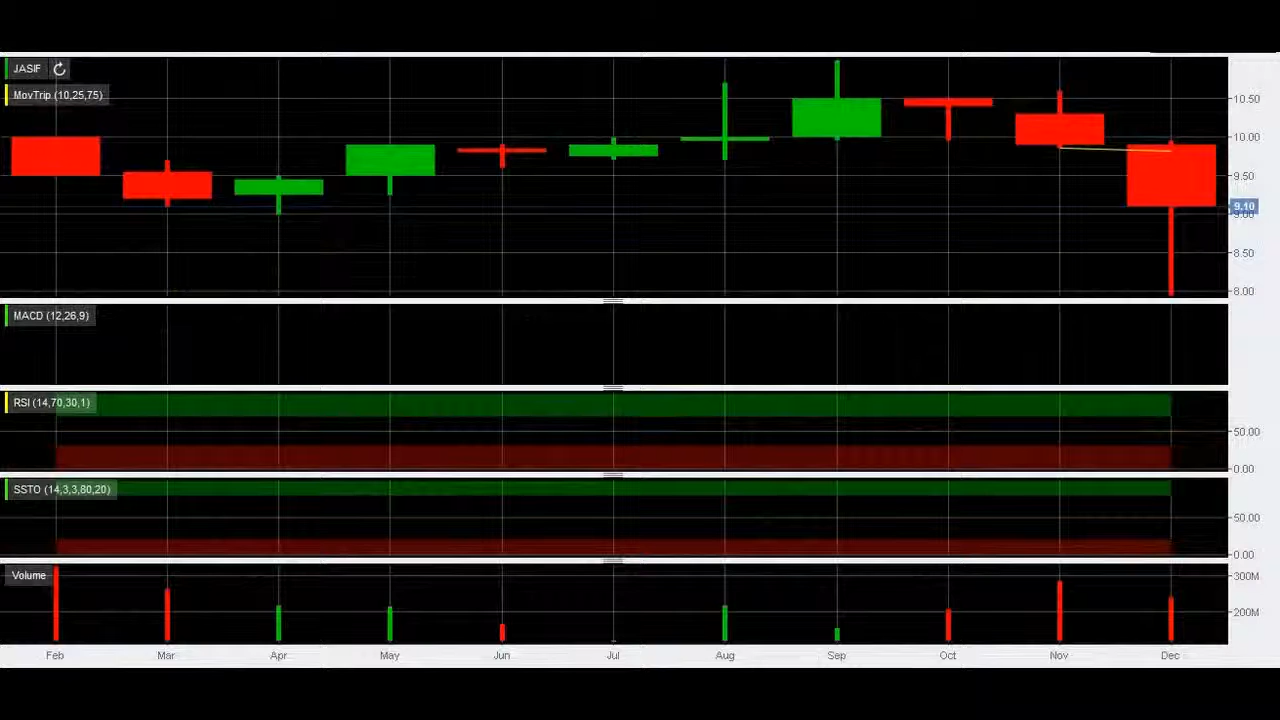 JASIF
MovTrip (10,25,75)
10.50
10.00
9.50
9.10
9.00
8.50
8.00
MACD (12,26,9)
RSI (14,70,30,1)
50.00
0.00
SSTO (14,3,3,80,20)
50.00
0.00
Volume
300M
200M
Feb Mar Apr May Jun Jul Aug Sep Oct Nov Dec